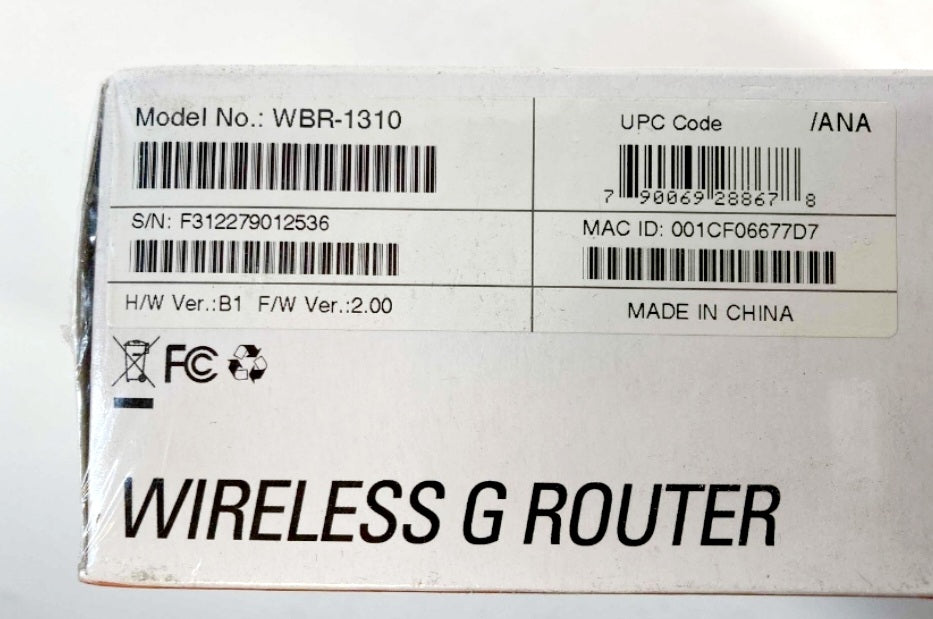 Model No.: WBR-1310
UPC Code /ANA
7 90069 28867 8
S/N: F312279012536
MAC ID: 001CF06677D7
H/W Ver.:B1 F/W Ver.:2.00
MADE IN CHINA
FC
WIRELESS G ROUTER